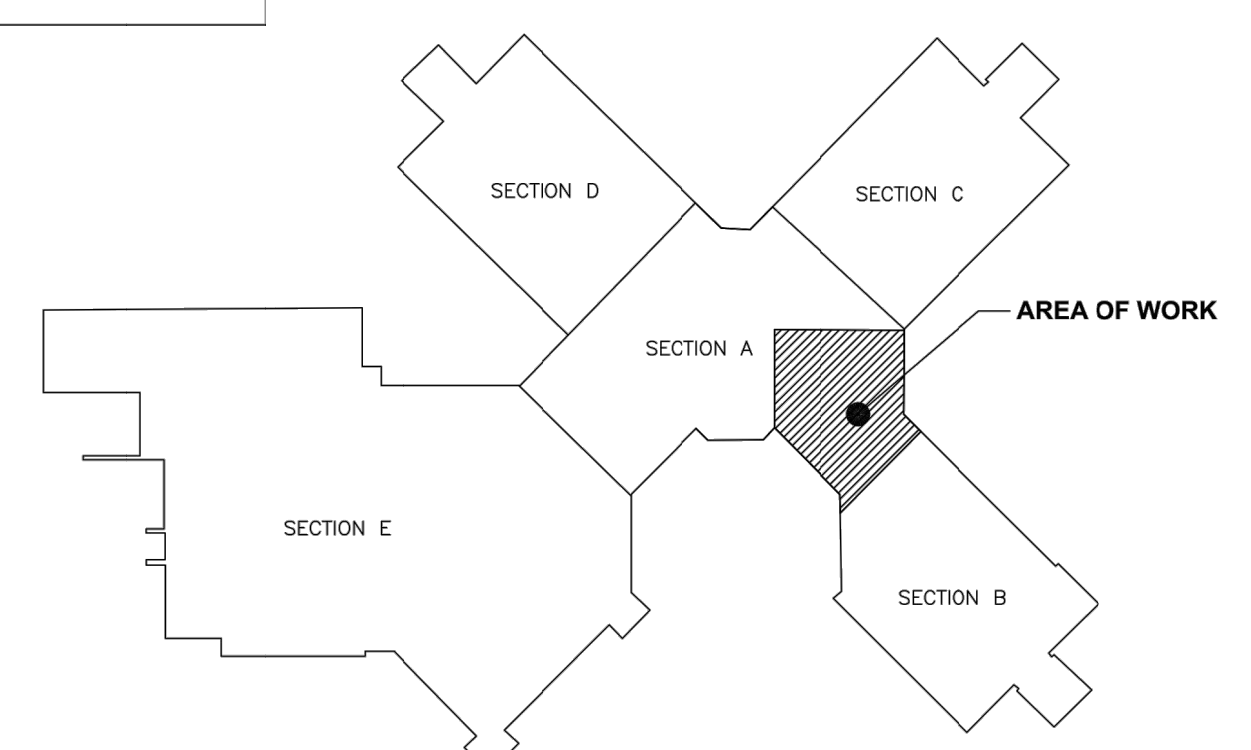 SECTION D
SECTION C
AREA OF WORK
SECTION A
SECTION E
SECTION B